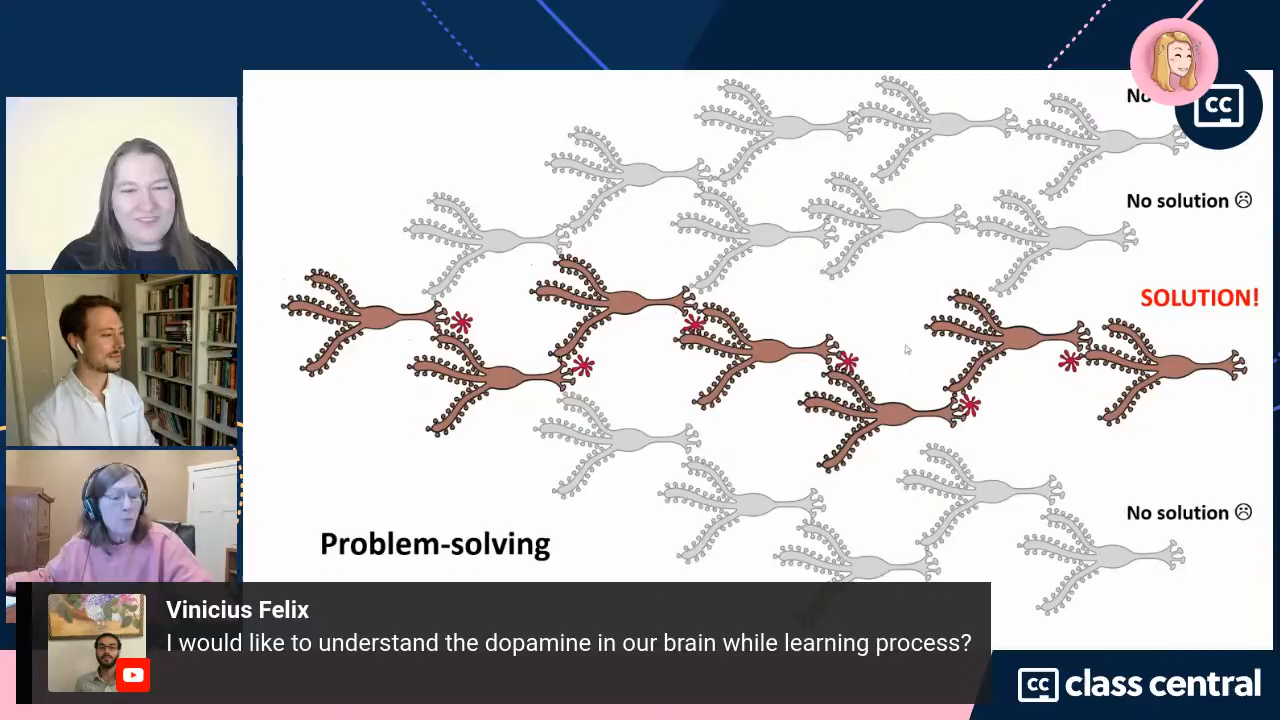 No
cc
No solution ☹
SOLUTION!
No solution ☹
Problem-solving
Vinicius Felix
I would like to understand the dopamine in our brain while learning process?
cc class central